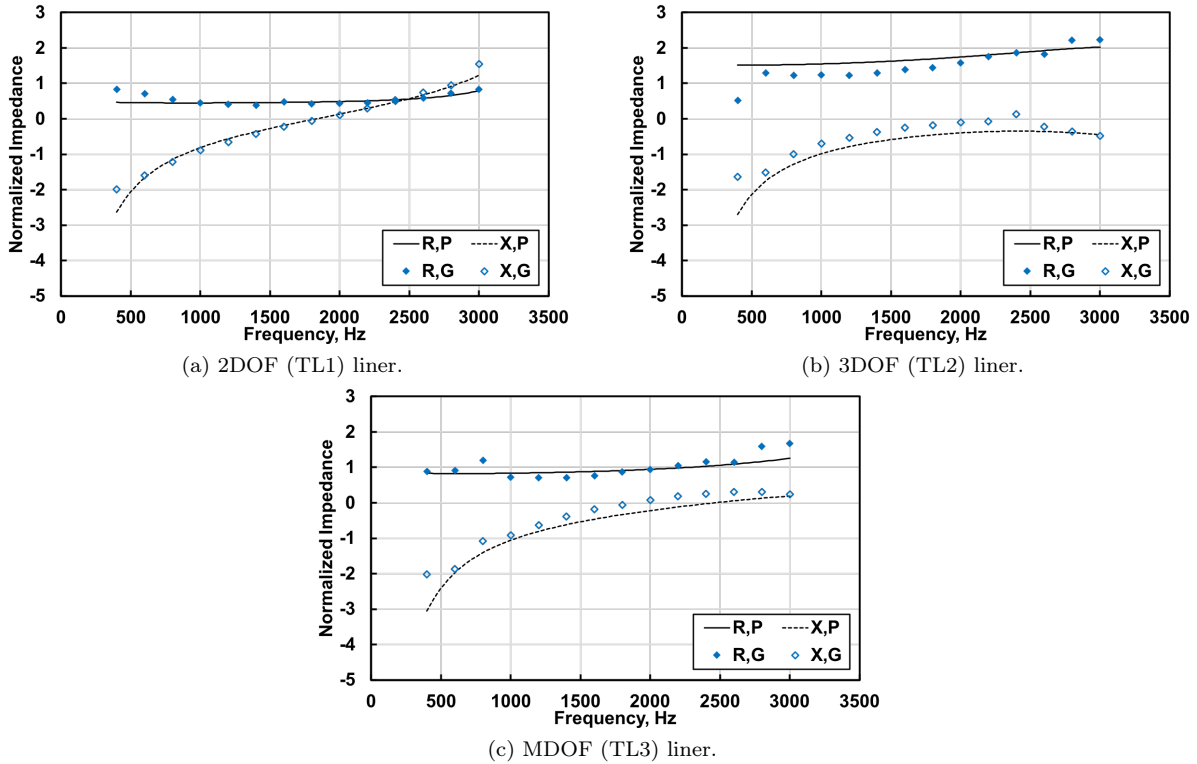 3
2
1
0
-1
-2
-3
-4
-5
Normalized Impedance
R,P X,P
R,G X,G
0 500 1000 1500 2000 2500 3000 3500
Frequency, Hz
(a) 2DOF (TL1) liner.
3
2
1
0
-1
-2
-3
-4
-5
Normalized Impedance
R,P X,P
R,G X,G
0 500 1000 1500 2000 2500 3000 3500
Frequency, Hz
(b) 3DOF (TL2) liner.
3
2
1
0
-1
-2
-3
-4
-5
Normalized Impedance
R,P X,P
R,G X,G
0 500 1000 1500 2000 2500 3000 3500
Frequency, Hz
(c) MDOF (TL3) liner.